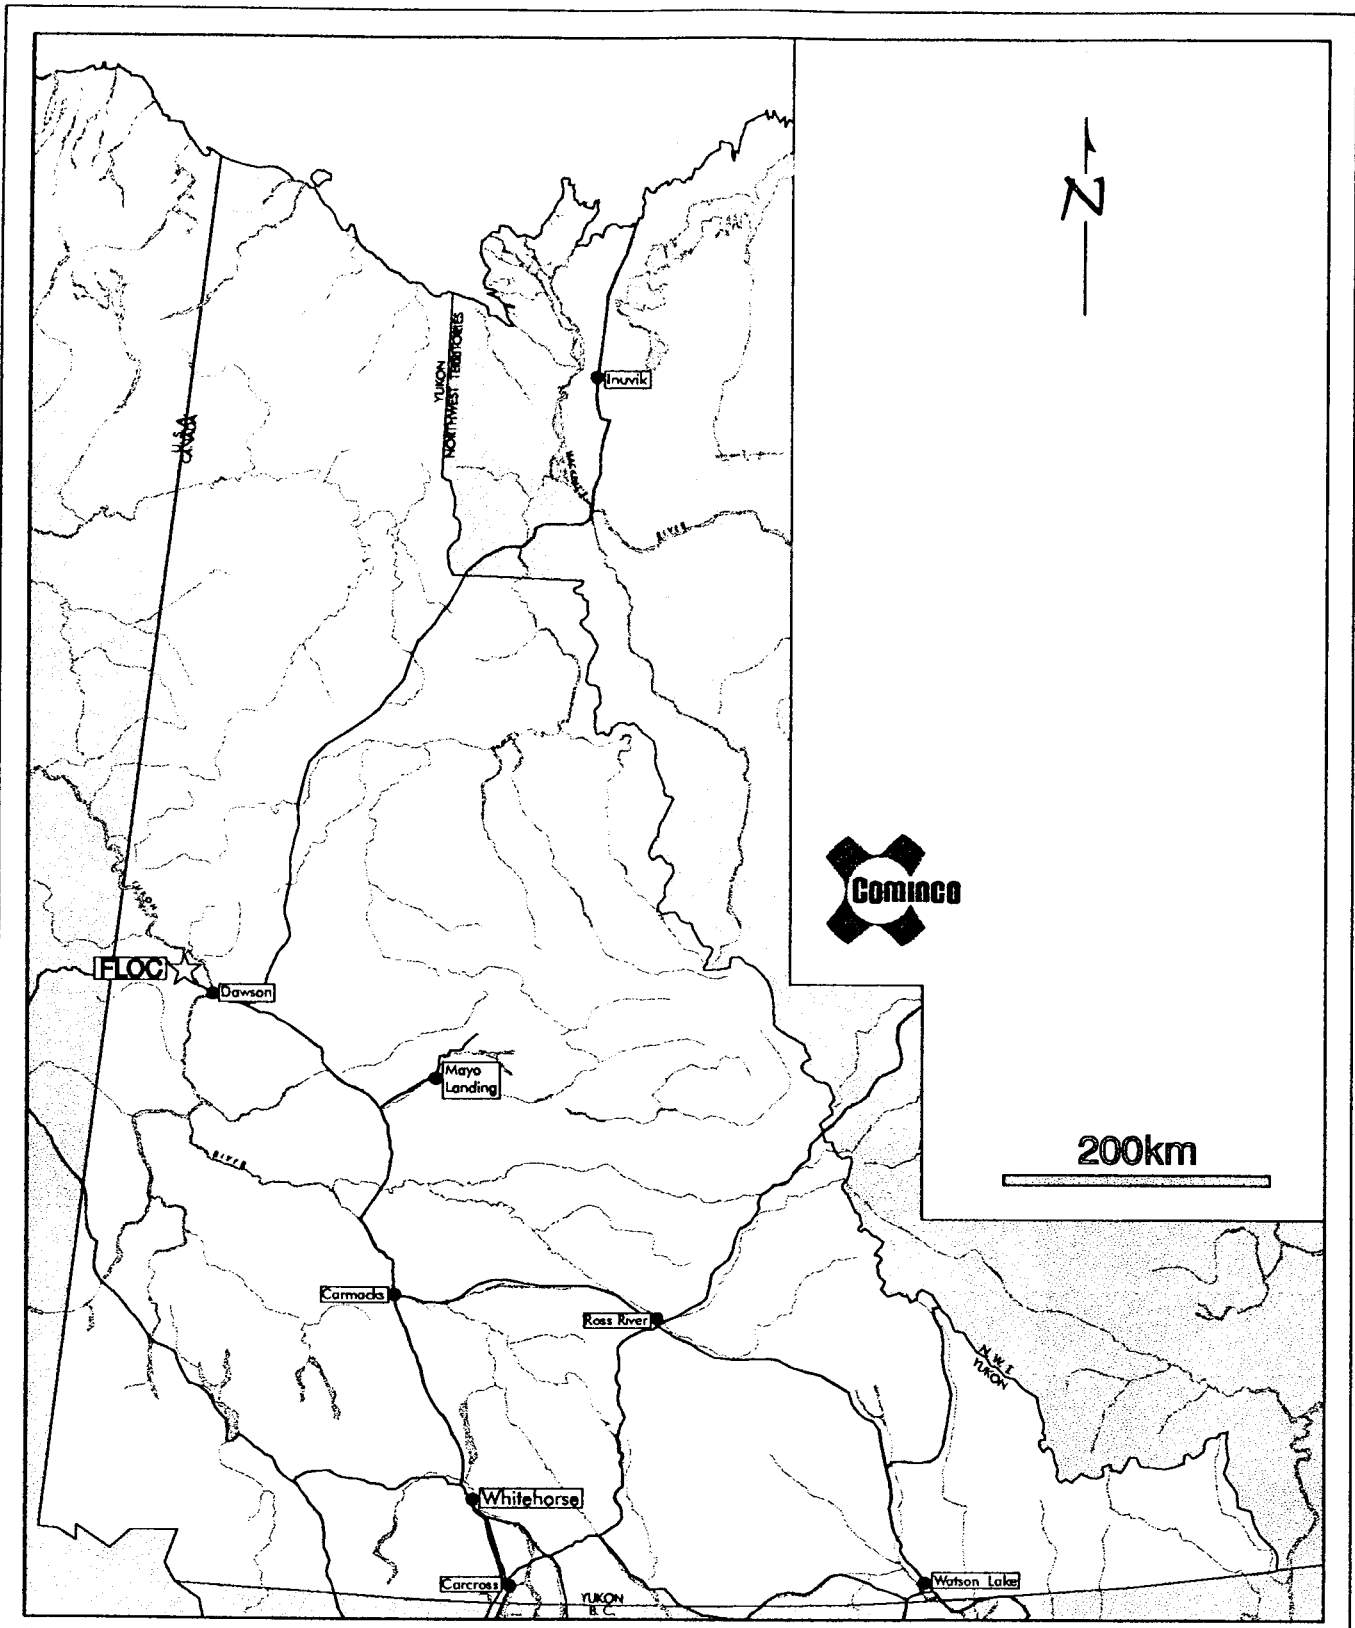 N
YUKON
NORTHWEST TERRITORIES
Inuvik
U.S.A.
CANADA
RIVER
Cominco
FLOC
Dawson
Mayo
Landing
200km
RIVER
Carmacks
Ross River
N.W.T.
YUKON
Whitehorse
Carcross
Watson Lake
YUKON
B.C.